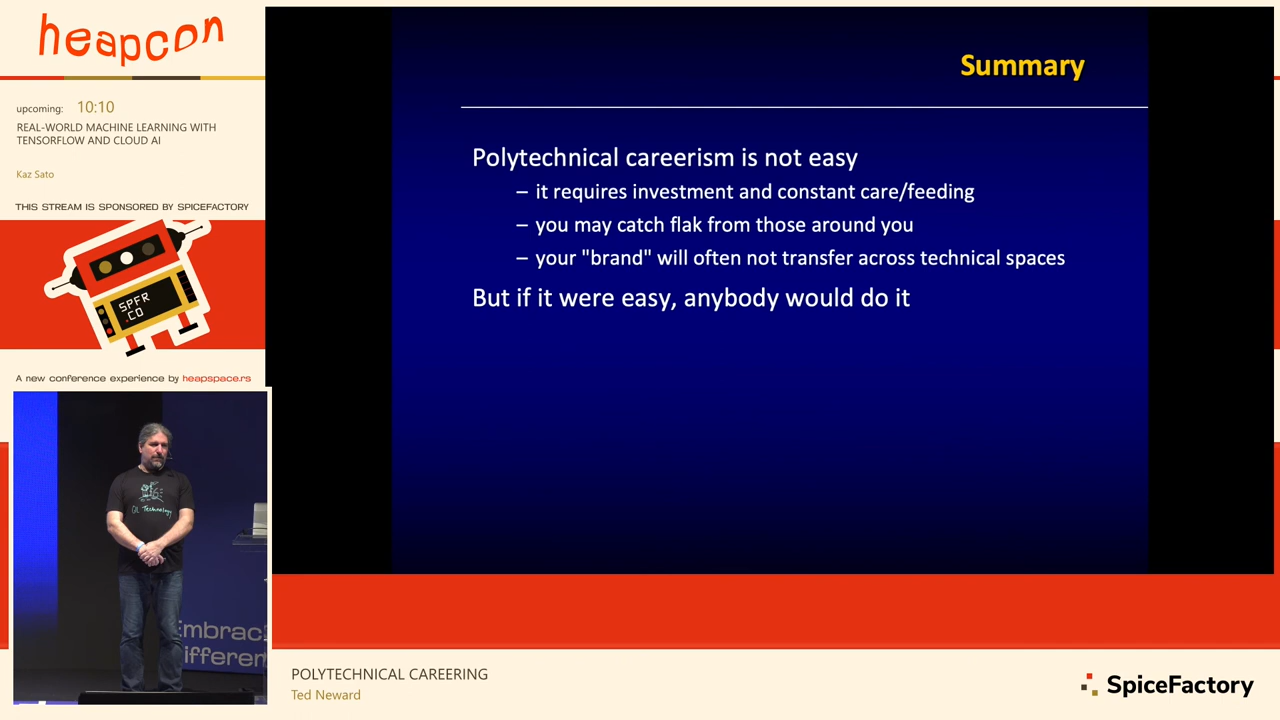 heapcon
upcoming: 10:10
REAL-WORLD MACHINE LEARNING WITH
TENSORFLOW AND CLOUD AI
Kaz Sato
THIS STREAM IS SPONSORED BY SPICEFACTORY
SPFR
.CO
A new conference experience by heapspace.rs
Summary
Polytechnical careerism is not easy
– it requires investment and constant care/feeding
– you may catch flak from those around you
– your "brand" will often not transfer across technical spaces
But if it were easy, anybody would do it
Technology
mbrac
ifferen
POLYTECHNICAL CAREERING
Ted Neward
SpiceFactory